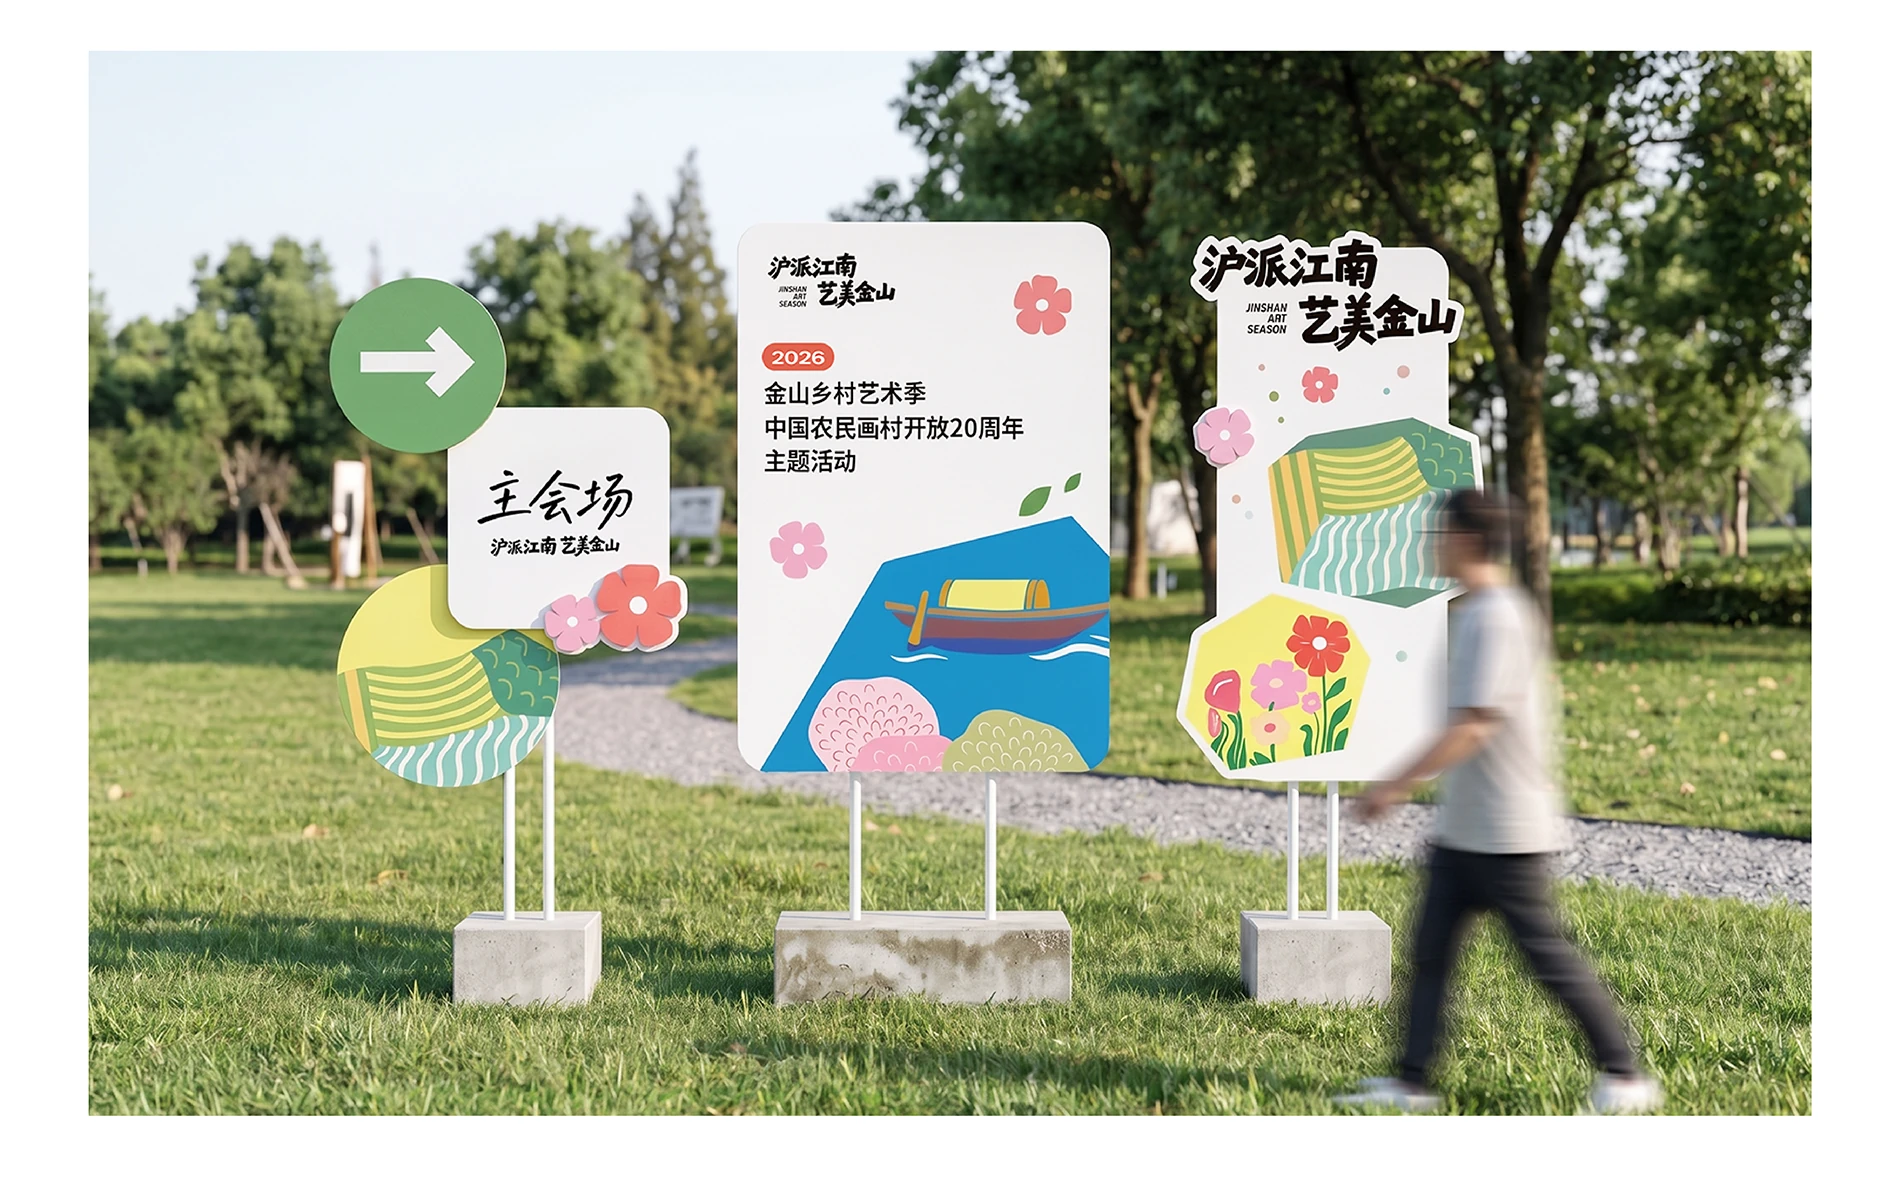 主会场
沪派江南 艺美金山
沪派江南
JINSHAN
ART
SEASON
艺美金山
2026
金山乡村艺术季
中国农民画村开放20周年
主题活动
沪派江南
JINSHAN
ART
SEASON
艺美金山